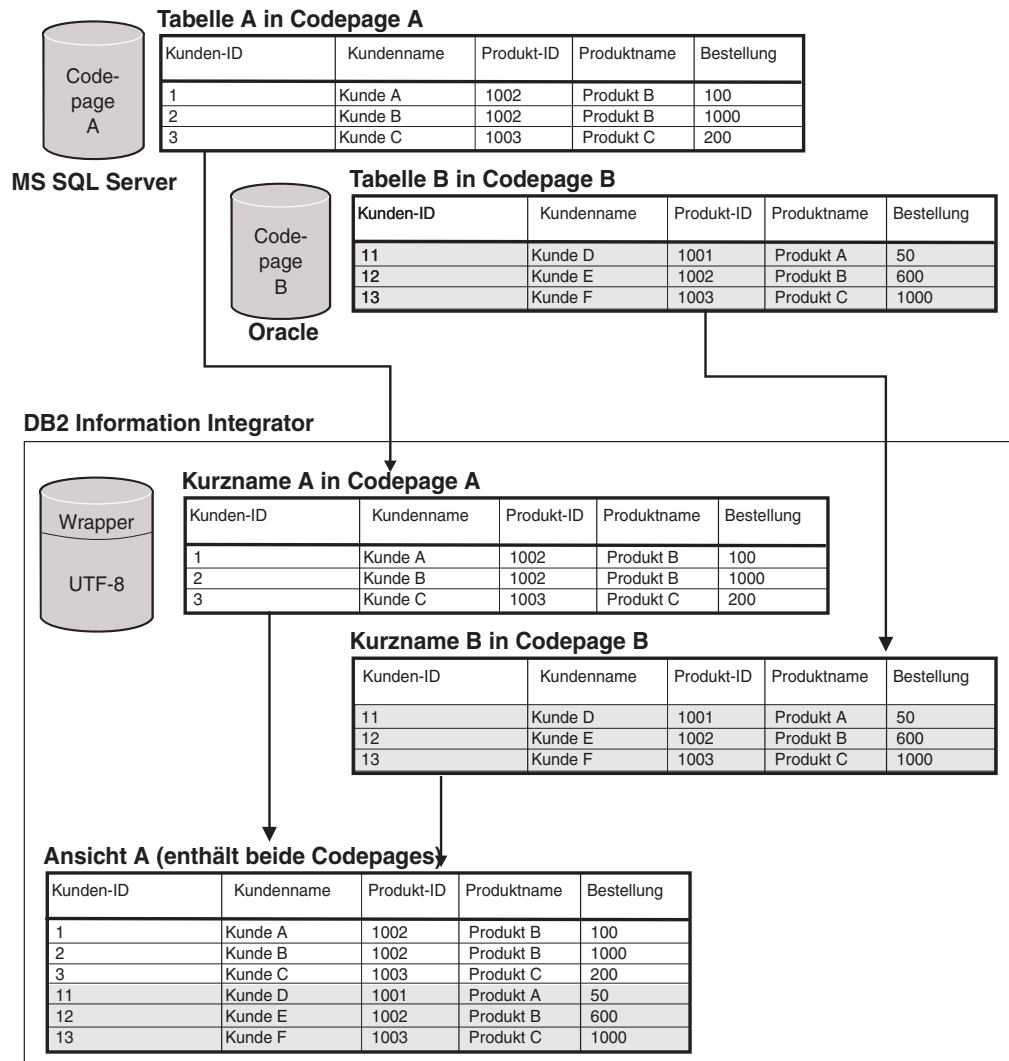 Tabelle A in Codepage A
Kunden-ID Kundenname Produkt-ID Produktname Bestellung
1 Kunde A 1002 Produkt B 100
2 Kunde B 1002 Produkt B 1000
3 Kunde C 1003 Produkt C 200
Code-
page
A
MS SQL Server
Tabelle B in Codepage B
Kunden-ID Kundenname Produkt-ID Produktname Bestellung
11 Kunde D 1001 Produkt A 50
12 Kunde E 1002 Produkt B 600
13 Kunde F 1003 Produkt C 1000
Code-
page
B
Oracle
DB2 Information Integrator
Wrapper
UTF-8
Kurzname A in Codepage A
Kunden-ID Kundenname Produkt-ID Produktname Bestellung
1 Kunde A 1002 Produkt B 100
2 Kunde B 1002 Produkt B 1000
3 Kunde C 1003 Produkt C 200
Kurzname B in Codepage B
Kunden-ID Kundenname Produkt-ID Produktname Bestellung
11 Kunde D 1001 Produkt A 50
12 Kunde E 1002 Produkt B 600
13 Kunde F 1003 Produkt C 1000
Ansicht A (enthält beide Codepages)
Kunden-ID Kundenname Produkt-ID Produktname Bestellung
1 Kunde A 1002 Produkt B 100
2 Kunde B 1002 Produkt B 1000
3 Kunde C 1003 Produkt C 200
11 Kunde D 1001 Produkt A 50
12 Kunde E 1002 Produkt B 600
13 Kunde F 1003 Produkt C 1000